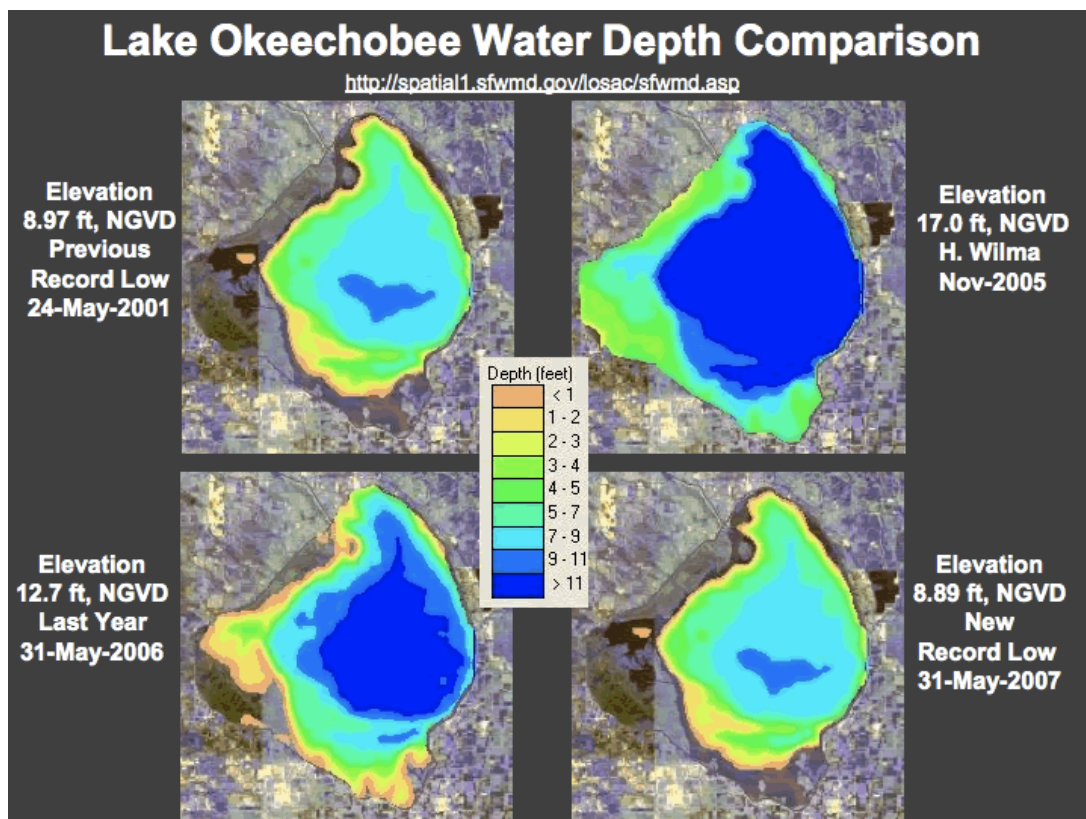 Lake Okeechobee Water Depth Comparison
http://spatial1.sfwmd.gov/losac/sfwmd.asp
Elevation
8.97 ft, NGVD
Previous
Record Low
24-May-2001
Elevation
17.0 ft, NGVD
H. Wilma
Nov-2005
Depth (feet)
< 1
1 - 2
2 - 3
3 - 4
4 - 5
5 - 7
7 - 9
9 - 11
> 11
Elevation
12.7 ft, NGVD
Last Year
31-May-2006
Elevation
8.89 ft, NGVD
New
Record Low
31-May-2007